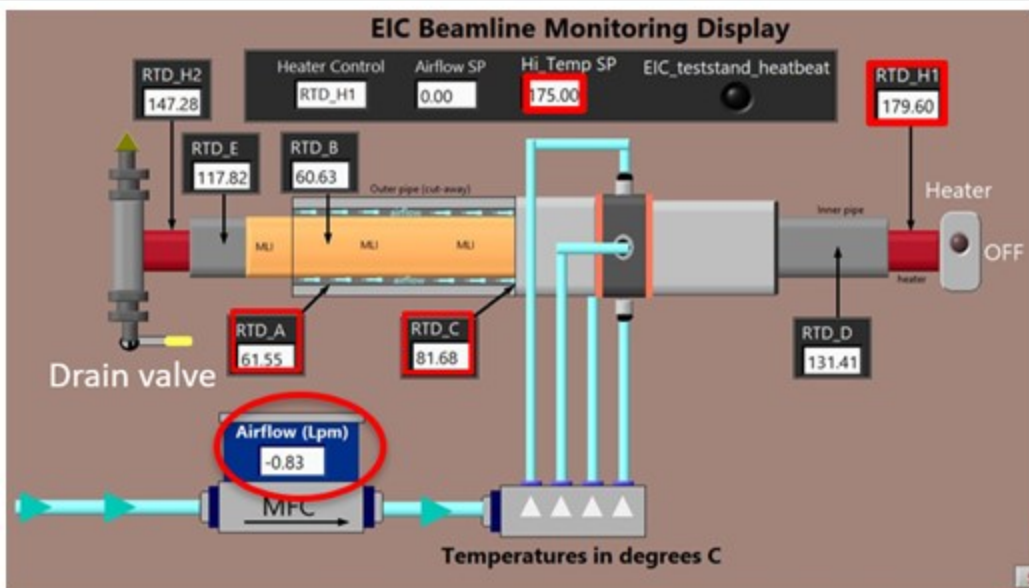 EIC Beamline Monitoring Display
Heater Control
RTD_H1
Airflow SP
0.00
Hi_Temp SP
175.00
EIC_teststand_heatbeat
RTD_H2
147.28
RTD_H1
179.60
RTD_E
117.82
RTD_B
60.63
Outer pipe (cut-away)
airflow
Inner pipe
Heater
MLI
MLI
MLI
OFF
airflow
heater
RTD_A
61.55
RTD_C
81.68
RTD_D
131.41
Drain valve
Airflow (Lpm)
-0.83
MFC
Temperatures in degrees C